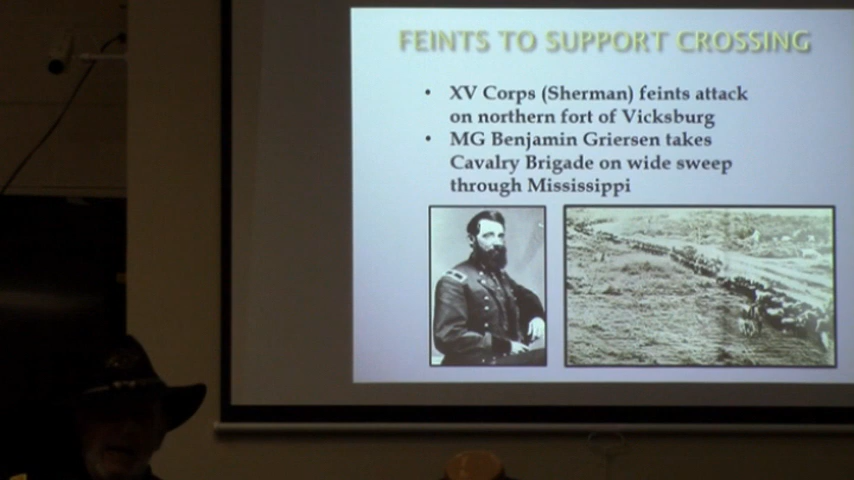 FEINTS TO SUPPORT CROSSING
• XV Corps (Sherman) feints attack
on northern fort of Vicksburg
• MG Benjamin Griersen takes
Cavalry Brigade on wide sweep
through Mississippi